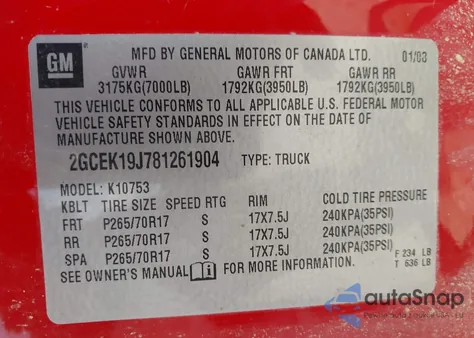 GM
MFD BY GENERAL MOTORS OF CANADA LTD. 01/08
GVWR GAWR FRT GAWR RR
3175KG(7000LB) 1792KG(3950LB) 1792KG(3950LB)
THIS VEHICLE CONFORMS TO ALL APPLICABLE U.S. FEDERAL MOTOR
VEHICLE SAFETY STANDARDS IN EFFECT ON THE DATE OF
MANUFACTURE SHOWN ABOVE.
2GCEK19J781261904 TYPE: TRUCK
MODEL: K10753
KBLT TIRE SIZE SPEED RTG RIM COLD TIRE PRESSURE
FRT P265/70R17 S 17X7.5J 240KPA(35PSI)
RR P265/70R17 S 17X7.5J 240KPA(35PSI)
SPA P265/70R17 S 17X7.5J 240KPA(35PSI)
SEE OWNER'S MANUAL FOR MORE INFORMATION.
F 234 LB
T 636 LB
autoSnap